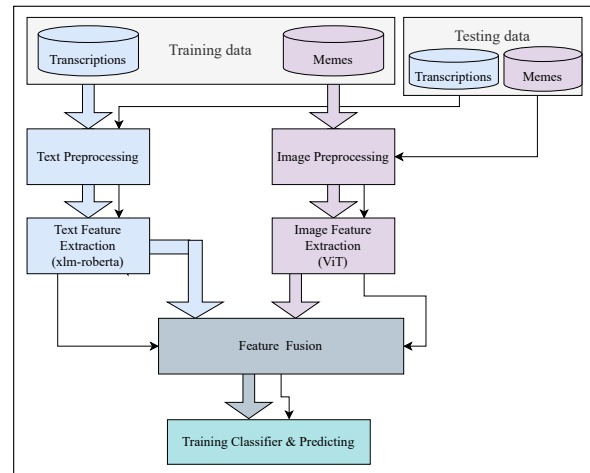 Training data
Testing data
Transcriptions
Memes
Transcriptions
Memes
Text Preprocessing
Image Preprocessing
Text Feature
Extraction
(xlm-roberta)
Image Feature
Extraction
(ViT)
Feature Fusion
Training Classifier & Predicting